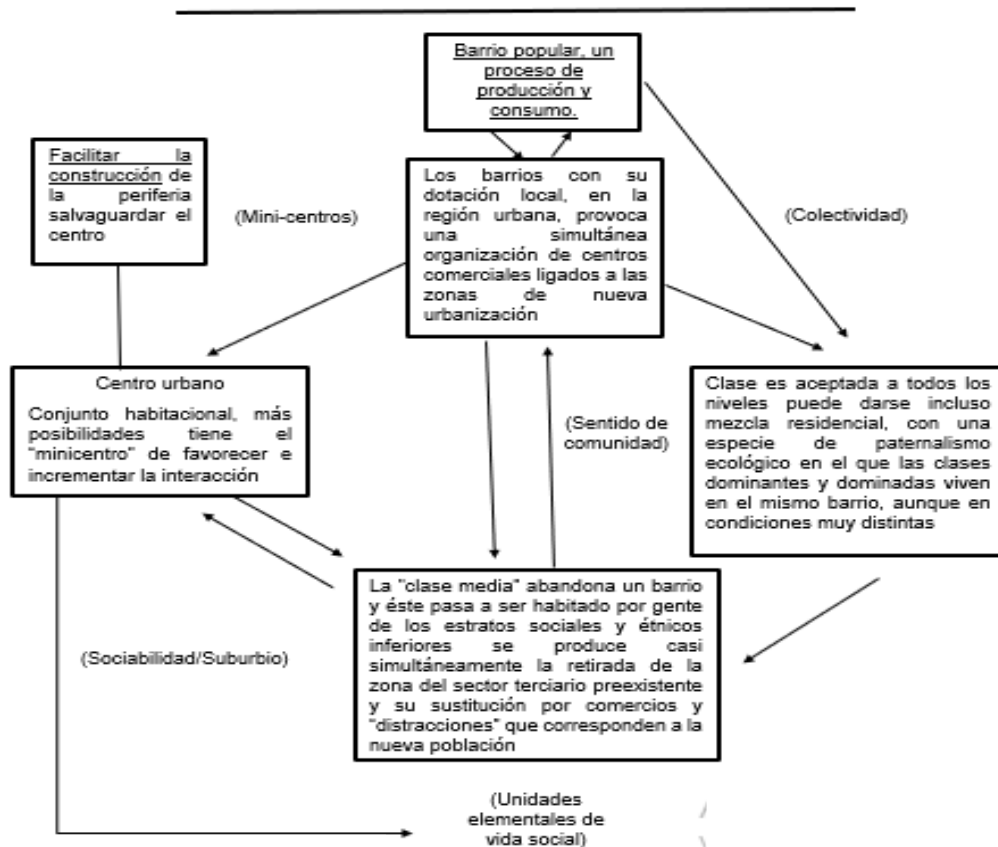 Barrio popular, un
proceso de
producción y
consumo.
Facilitar la
construcción de
la periferia
salvaguardar el
centro
(Mini-centros)
Los barrios con su
dotación local, en la
región urbana, provoca
una simultánea
organización de centros
comerciales ligados a las
zonas de nueva
urbanización
(Colectividad)
Centro urbano
Conjunto habitacional, más
posibilidades tiene el
"minicentro" de favorecer e
incrementar la interacción
(Sentido de
comunidad)
Clase es aceptada a todos los
niveles puede darse incluso
mezcla residencial, con una
especie de paternalismo
ecológico en el que las clases
dominantes y dominadas viven
en el mismo barrio, aunque en
condiciones muy distintas
(Sociabilidad/Suburbio)
La "clase media" abandona un barrio
y éste pasa a ser habitado por gente
de los estratos sociales y étnicos
inferiores se produce casi
simultáneamente la retirada de la
zona del sector terciario preexistente
y su sustitución por comercios y
"distracciones" que corresponden a la
nueva población
(Unidades
elementales de
vida social)